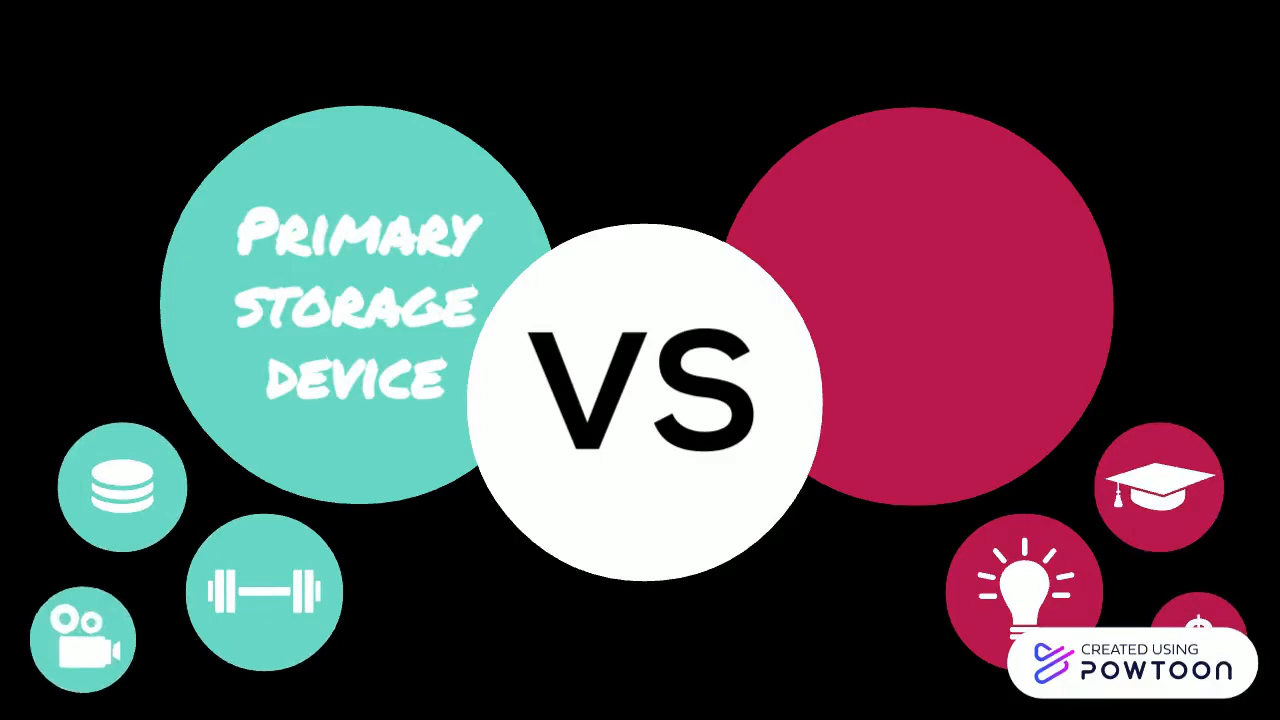 PRIMARY
STORAGE
DEVICE
VS
$
CREATED USING
POWTOON